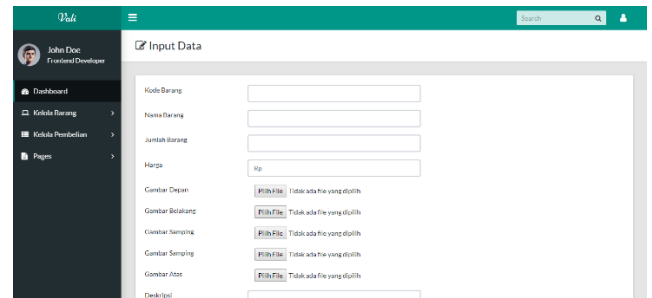 Vali
Search
John Doe
Frontend Developer
Input Data
Dashboard
Kelola Barang
Kelola Pembelian
Pages
Kode Barang
Nama Barang
Jumlah Barang
Harga
Rp
Gambar Depan
Pilih File Tidak ada file yang dipilih
Gambar Belakang
Pilih File Tidak ada file yang dipilih
Gambar Samping
Pilih File Tidak ada file yang dipilih
Gambar Samping
Pilih File Tidak ada file yang dipilih
Gambar Atas
Pilih File Tidak ada file yang dipilih
Deskripsi